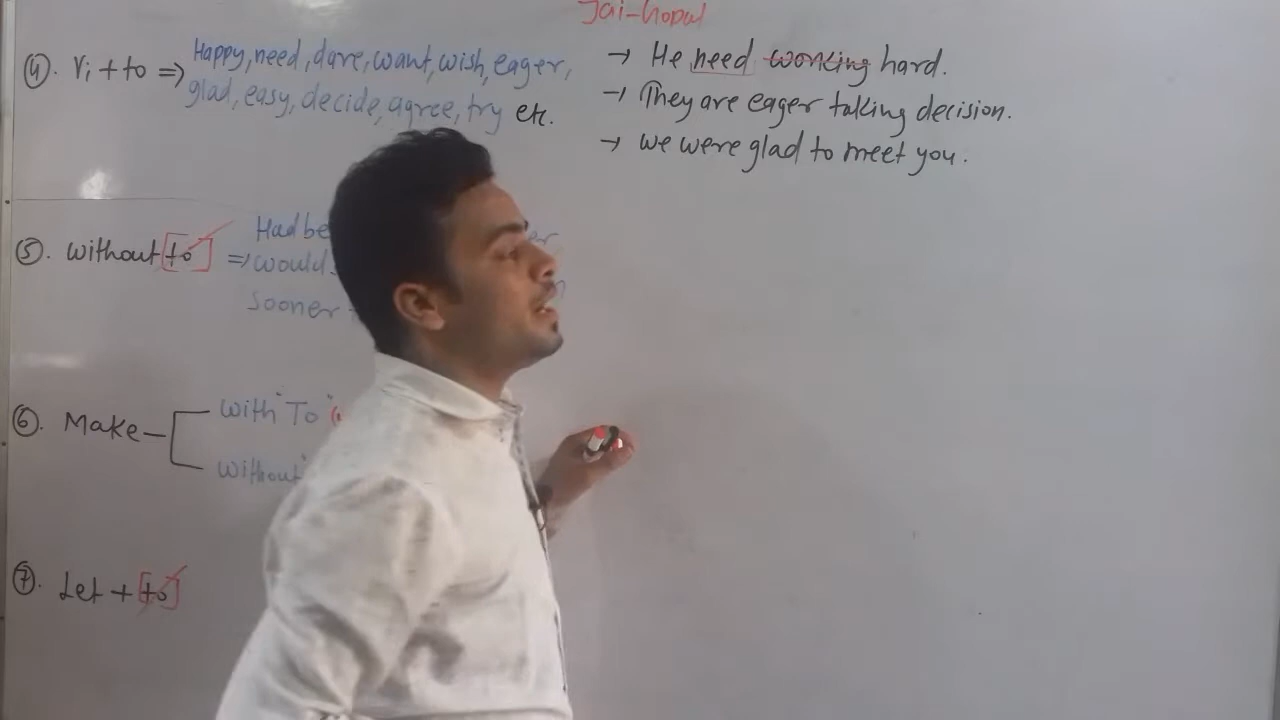 Jai-Gopal
④. V₁ + to ⇒ Happy, need, dare, want, wish, eager,
glad, easy, decide, agree, try etc.
→ He need working hard.
→ They are eager talking decision.
→ We were glad to meet you.
⑤. without [to] ⇒ Had be
would
sooner
⑥. Make — with "To"
without
⑦. Let + [to]